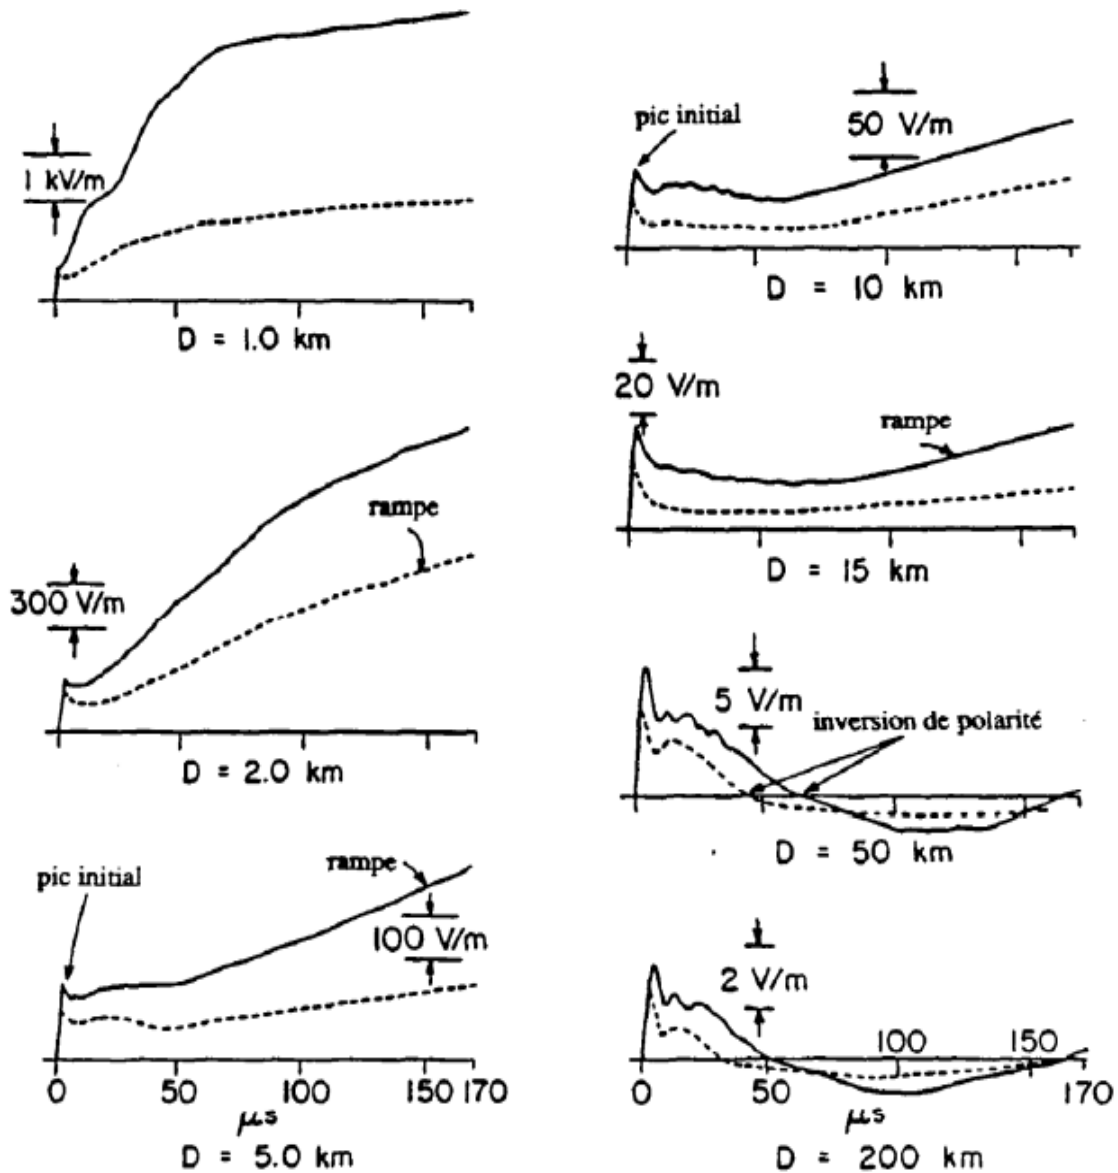 1 kV/m
D = 1.0 km
rampe
300 V/m
D = 2.0 km
pic initial
rampe
100 V/m
0 50 100 150 170
μs
D = 5.0 km
pic initial
50 V/m
D = 10 km
20 V/m
rampe
D = 15 km
5 V/m
inversion de polarité
D = 50 km
2 V/m
100 150
0 50 170
μs
D = 200 km